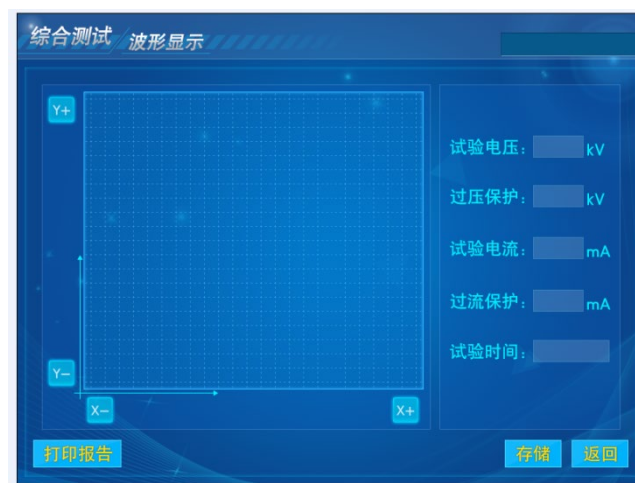 综合测试 波形显示
Y+
试验电压： kV
过压保护： kV
试验电流： mA
过流保护： mA
试验时间：
Y−
X− X+
打印报告 存储 返回